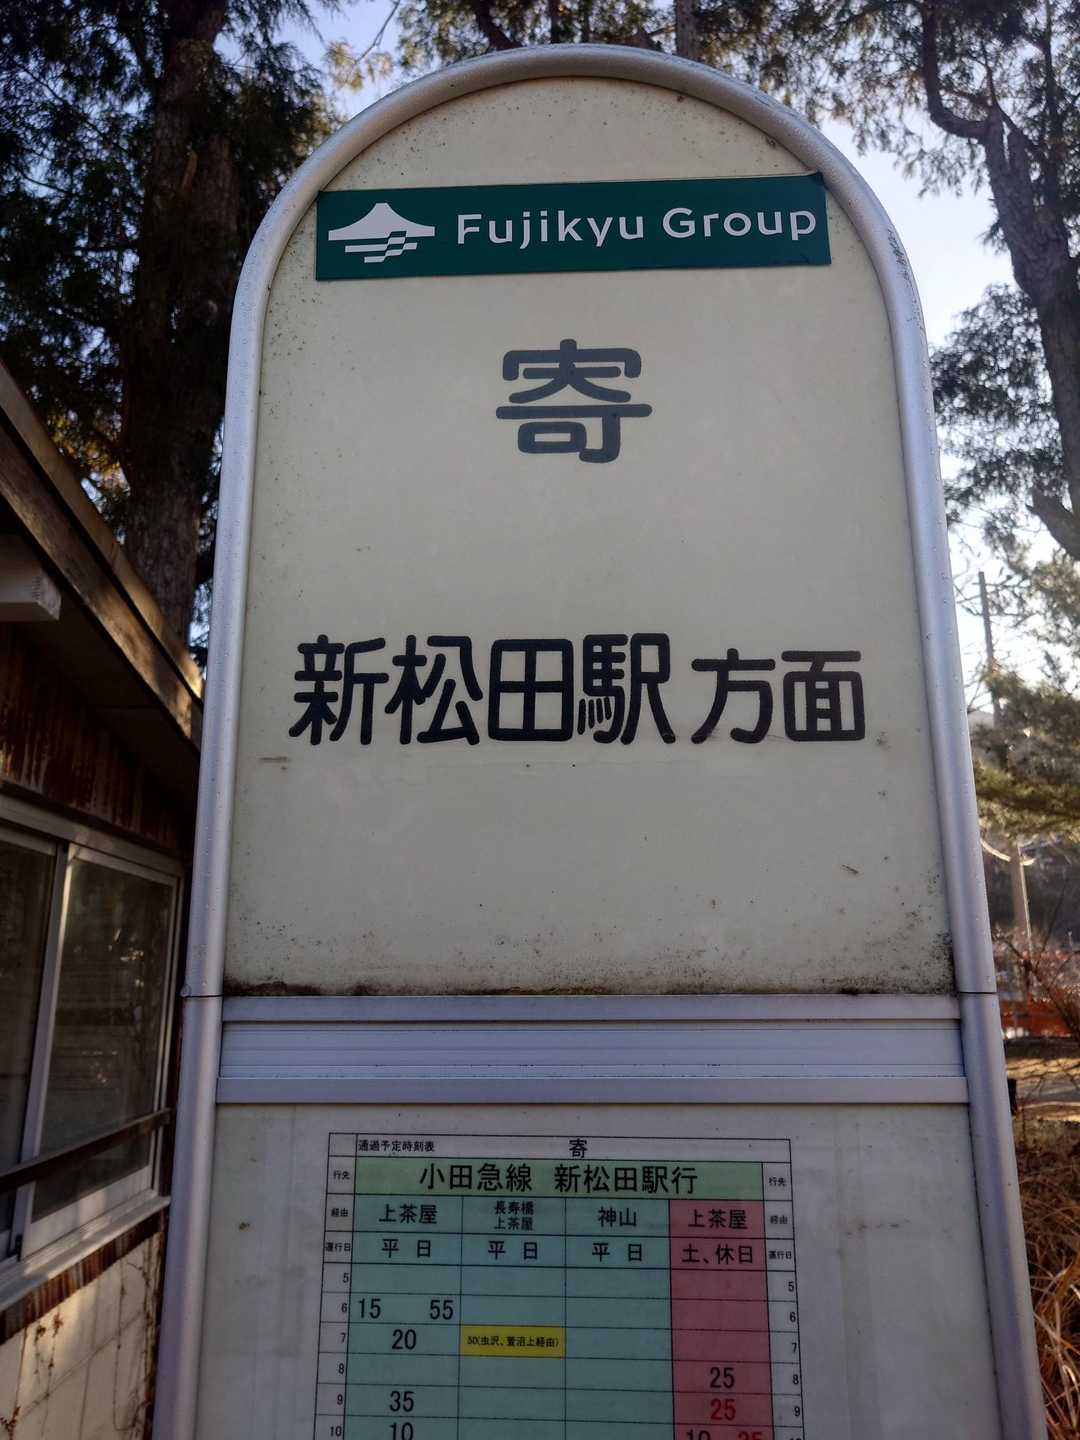 Fujikyu Group
寄
新松田駅 方面
通過予定時刻表 寄
行先 小田急線 新松田駅行 行先
経由 上茶屋 長寿橋 上茶屋 神山 上茶屋 経由
運行日 平日 平日 平日 土、休日 運行日
5 5
6 15 55 6
7 20 50(虫沢、萱沼上経由) 7
8 25 8
9 35 25 9
10 10 10 35